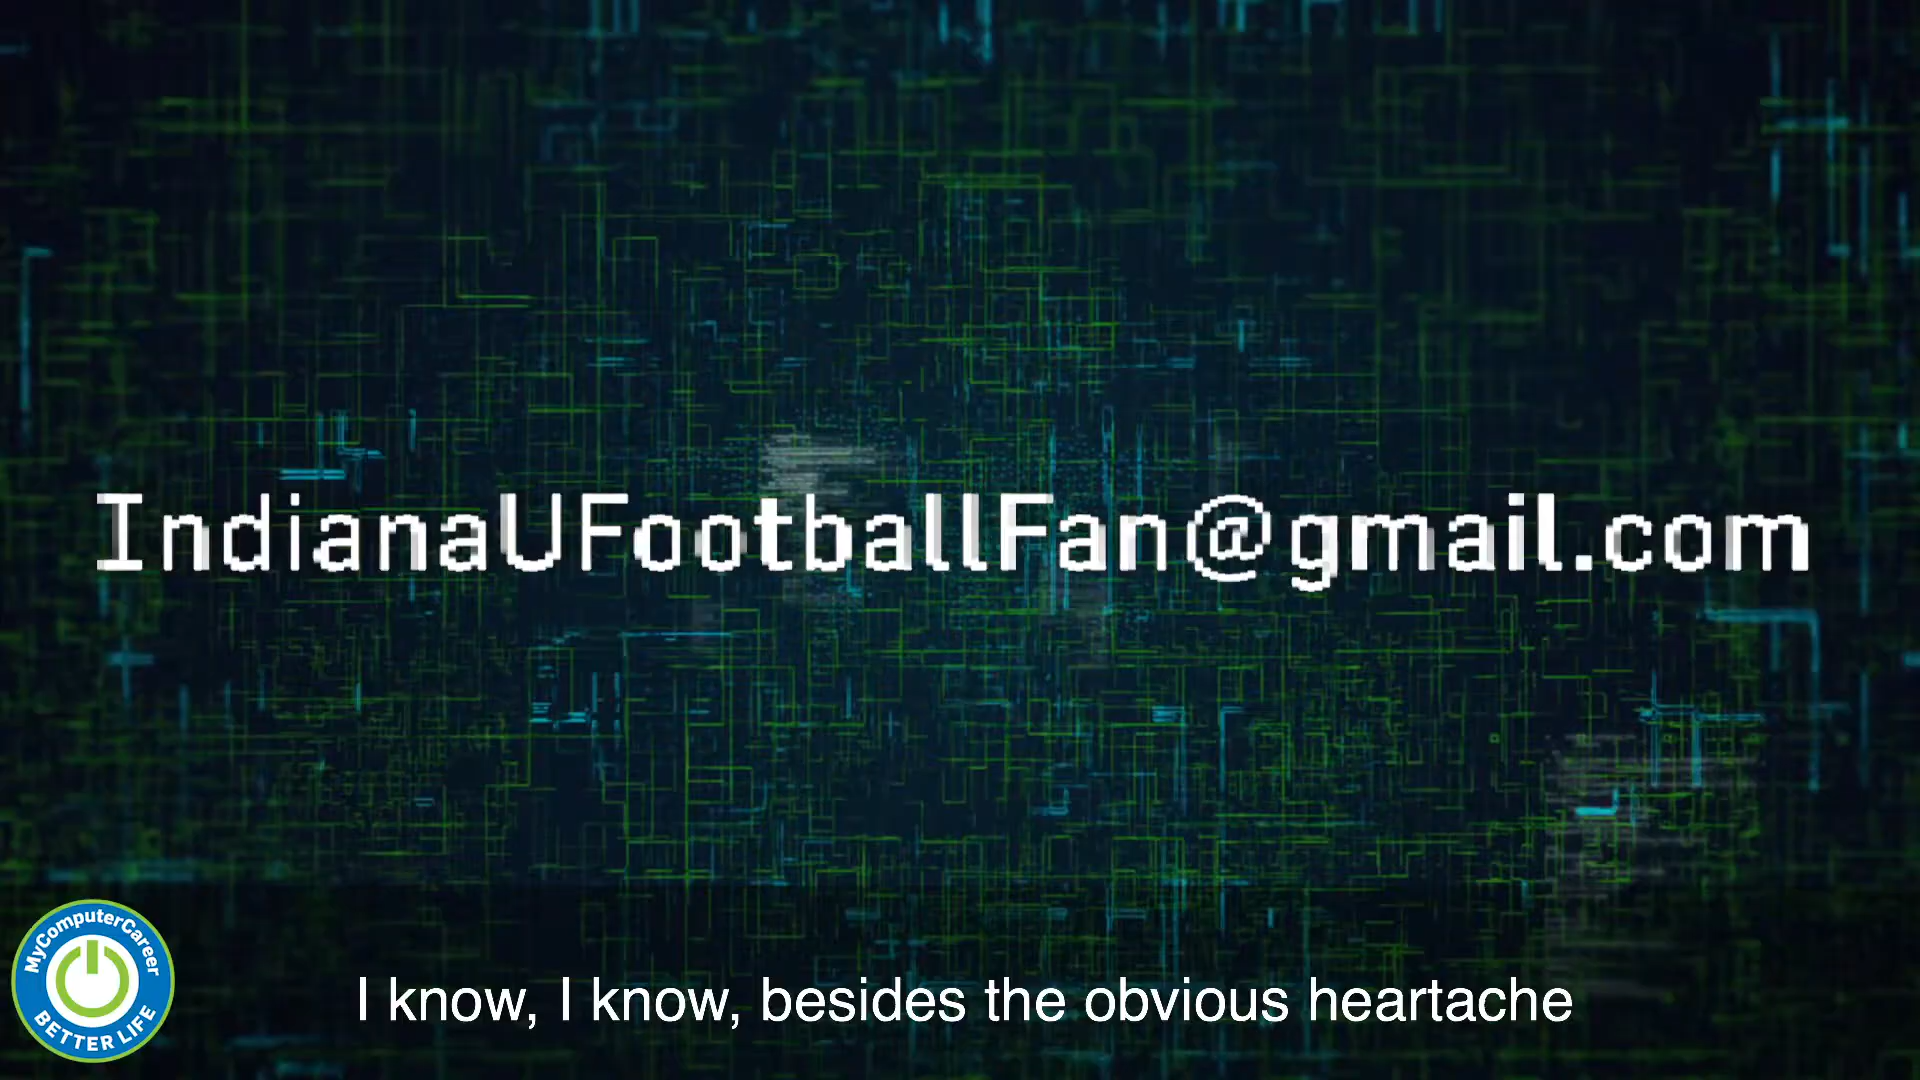 IndianaUFootballFan@gmail.com
MyComputerCareer
BETTER LIFE
I know, I know, besides the obvious heartache